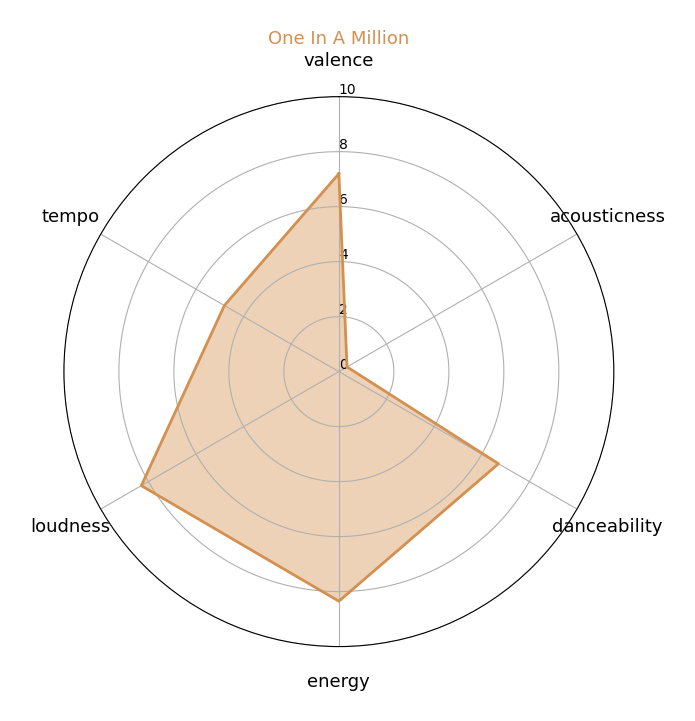 One In A Million
valence
10
8
tempo
6
acousticness
4
2
0
loudness
danceability
energy